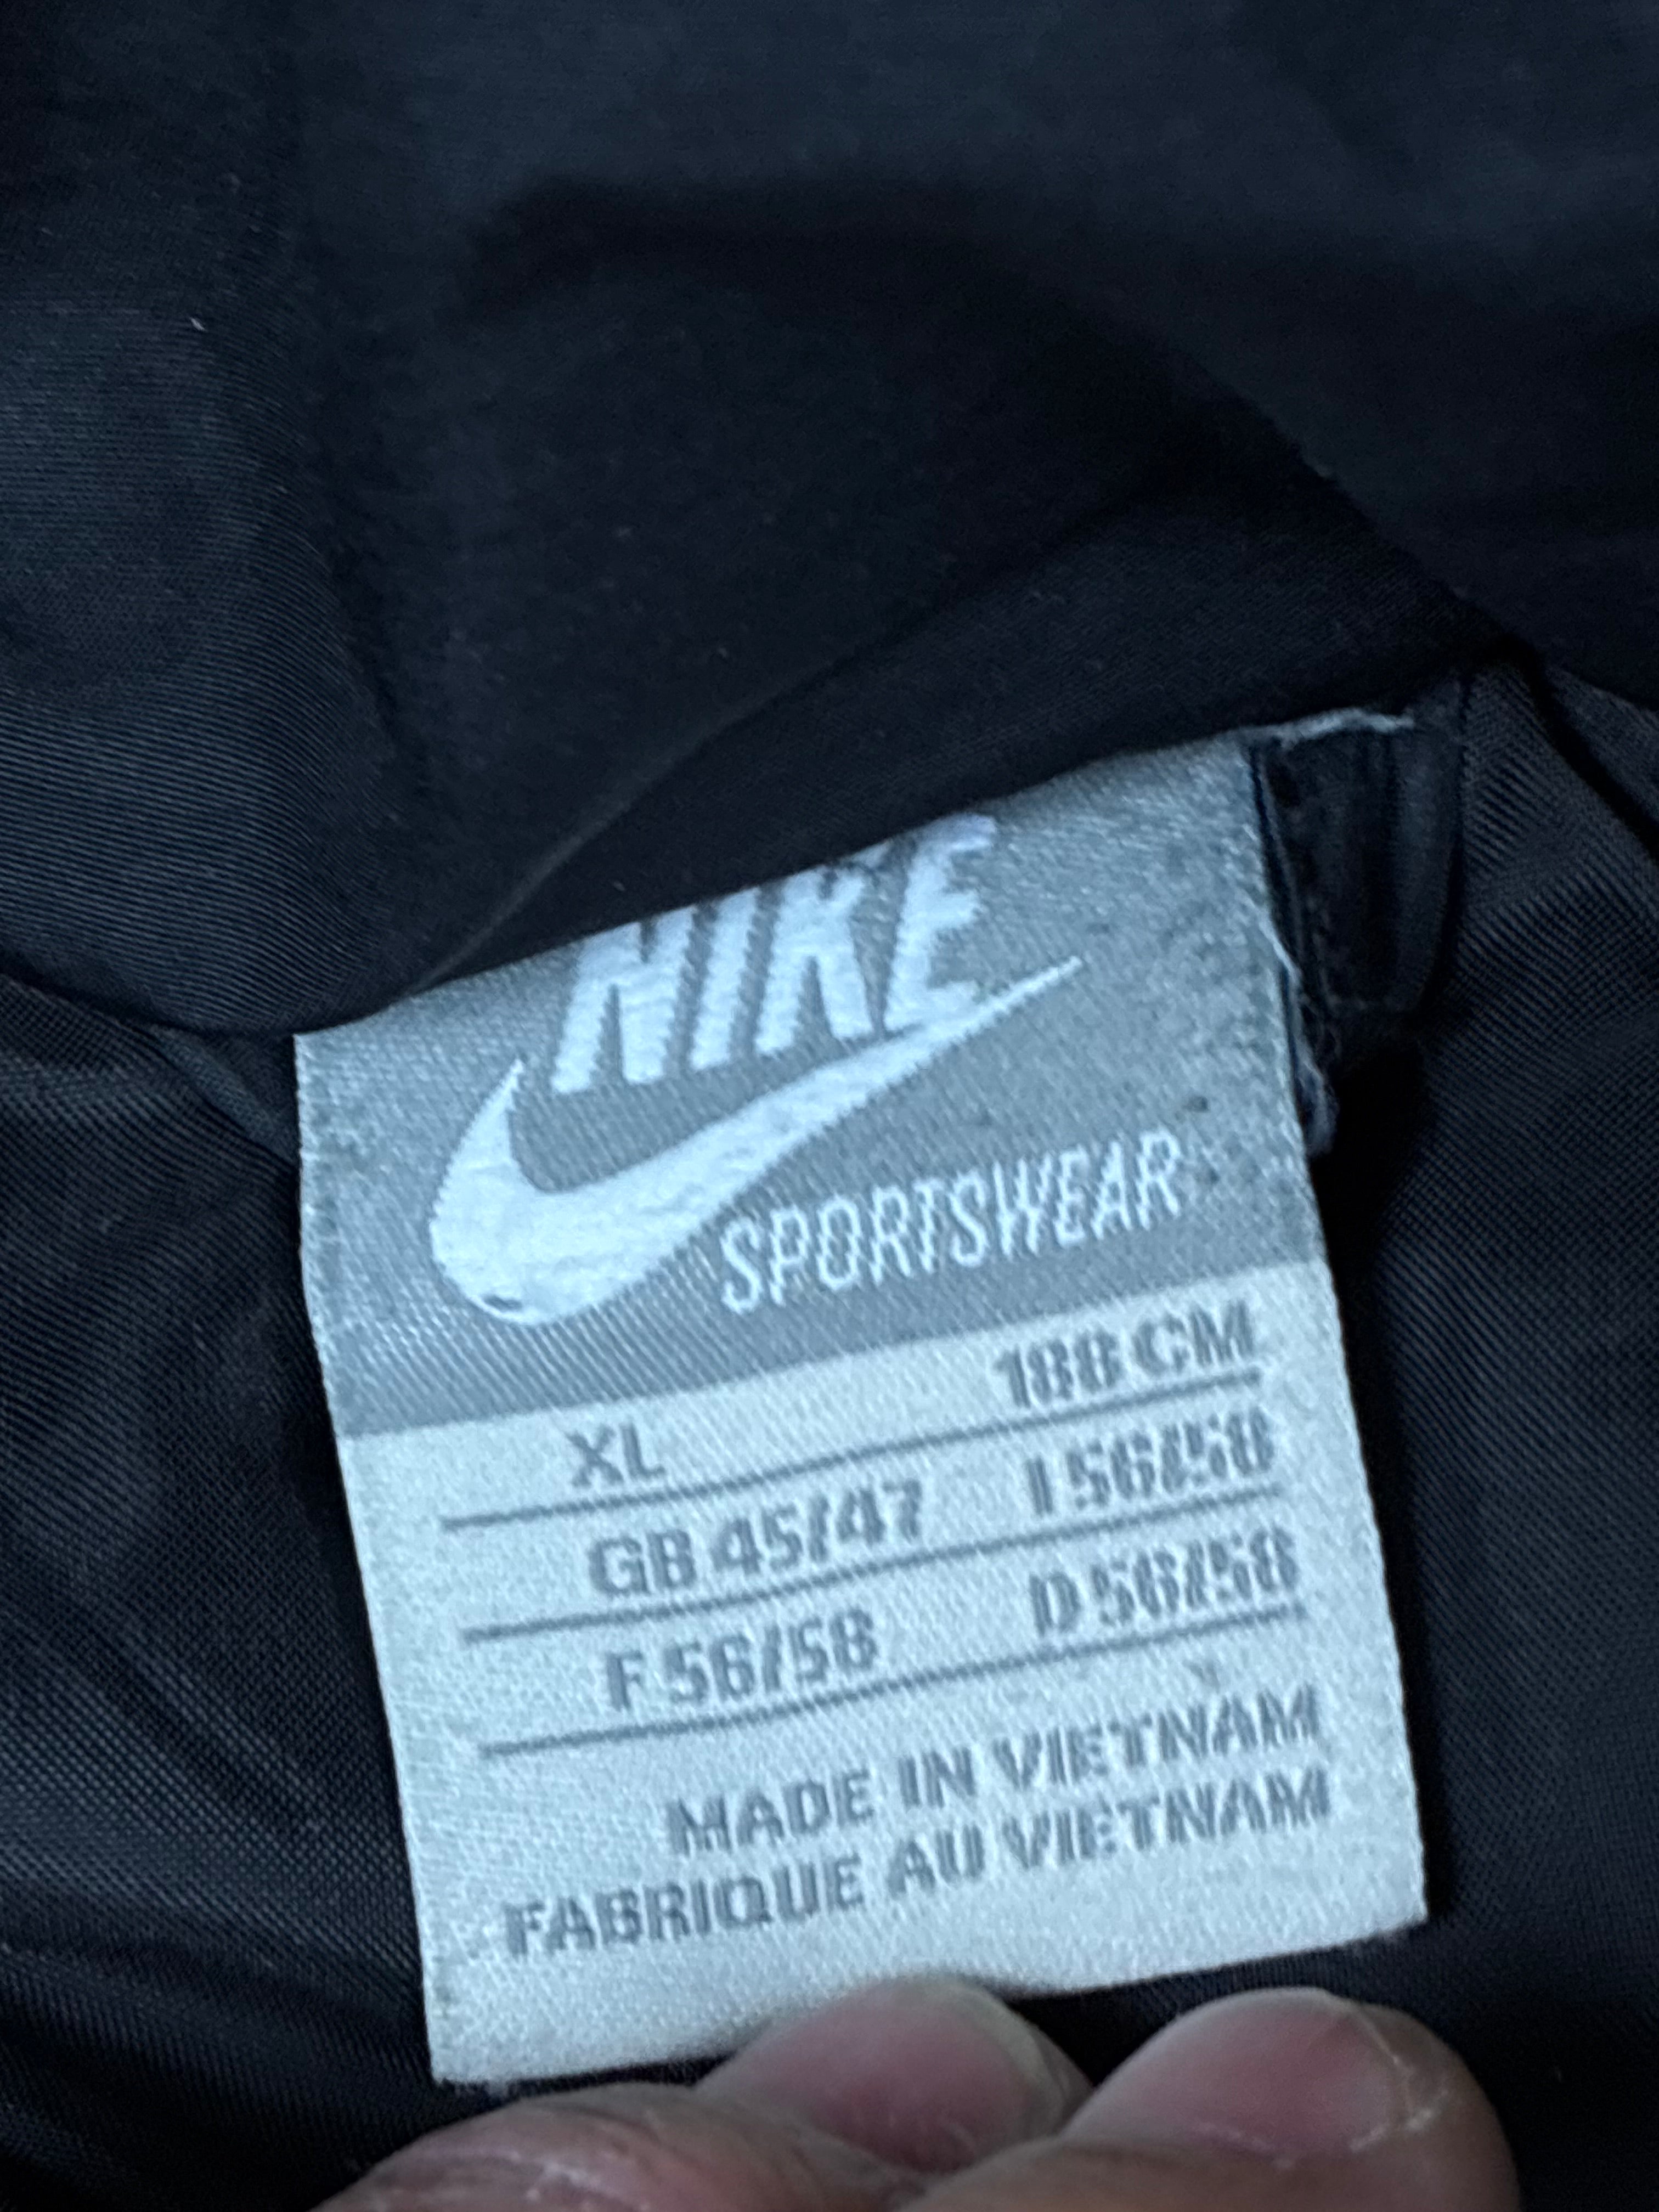 NIKE
SPORTSWEAR
XL 188 CM
GB 45/47 I 56/58
F 56/58 D 56/58
MADE IN VIETNAM
FABRIQUE AU VIETNAM